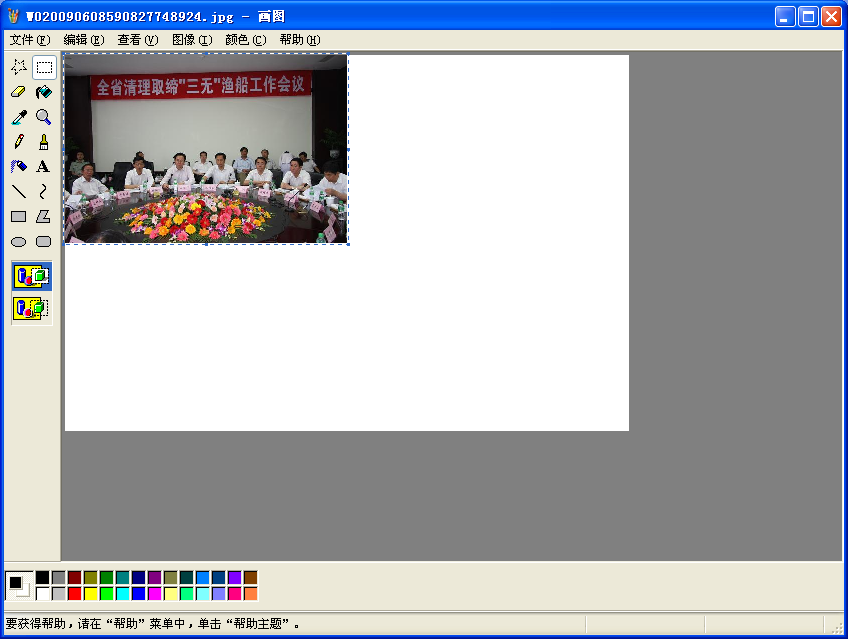 W020090608590827748924.jpg - 画图
文件(F) 编辑(E) 查看(V) 图像(I) 颜色(C) 帮助(H)
全省清理取缔"三无"渔船工作会议
A
要获得帮助，请在“帮助”菜单中，单击“帮助主题”。